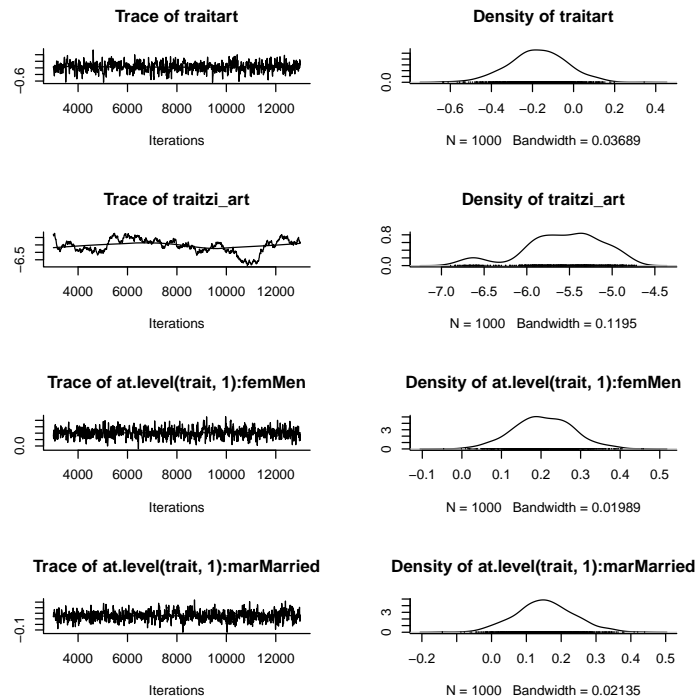 Trace of traitart
−0.6
4000 6000 8000 10000 12000
Iterations
Density of traitart
0.0
−0.6 −0.4 −0.2 0.0 0.2 0.4
N = 1000 Bandwidth = 0.03689
Trace of traitzi_art
−6.5
4000 6000 8000 10000 12000
Iterations
Density of traitzi_art
0.0 0.8
−7.0 −6.5 −6.0 −5.5 −5.0 −4.5
N = 1000 Bandwidth = 0.1195
Trace of at.level(trait, 1):femMen
0.0
4000 6000 8000 10000 12000
Iterations
Density of at.level(trait, 1):femMen
0 3
−0.1 0.0 0.1 0.2 0.3 0.4 0.5
N = 1000 Bandwidth = 0.01989
Trace of at.level(trait, 1):marMarried
−0.1
4000 6000 8000 10000 12000
Iterations
Density of at.level(trait, 1):marMarried
0 3
−0.2 0.0 0.1 0.2 0.3 0.4 0.5
N = 1000 Bandwidth = 0.02135